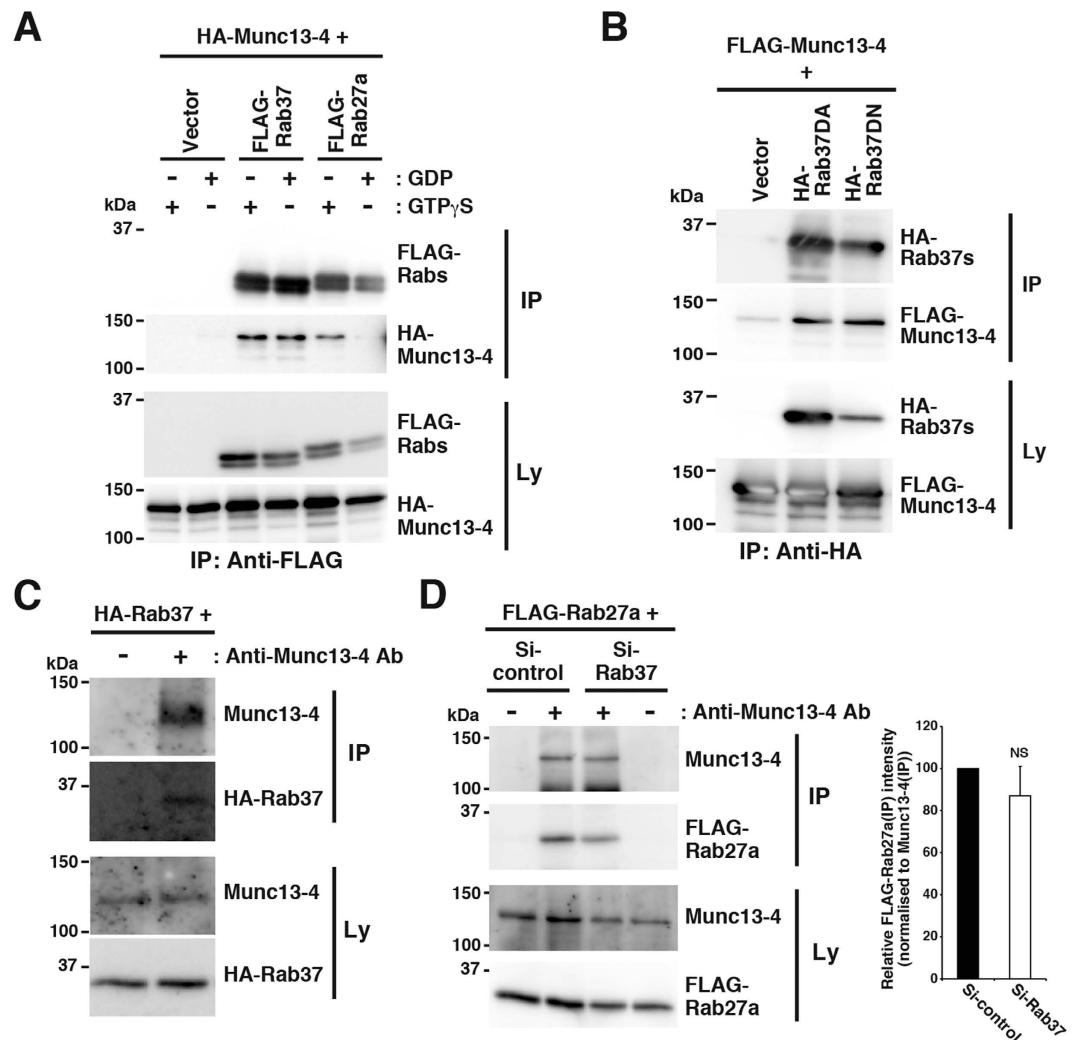 A
HA-Munc13-4 +
Vector
FLAG-
Rab37
FLAG-
Rab27a
- + - + - + : GDP
+ - + - + - : GTPγS
kDa
37
FLAG-
Rabs
150
HA-
Munc13-4
100
IP
37
FLAG-
Rabs
150
HA-
Munc13-4
100
Ly
IP: Anti-FLAG
B
FLAG-Munc13-4
+
Vector
HA-
Rab37DA
HA-
Rab37DN
kDa
37
HA-
Rab37s
150
FLAG-
Munc13-4
100
IP
37
HA-
Rab37s
150
FLAG-
Munc13-4
100
Ly
IP: Anti-HA
C
HA-Rab37 +
- + : Anti-Munc13-4 Ab
kDa
150
Munc13-4
100
37
HA-Rab37
IP
150
Munc13-4
100
37
HA-Rab37
Ly
D
FLAG-Rab27a +
Si-
control
Si-
Rab37
- + + - : Anti-Munc13-4 Ab
kDa
150
Munc13-4
100
37
FLAG-
Rab27a
IP
150
Munc13-4
100
37
FLAG-
Rab27a
Ly
Relative FLAG-Rab27a(IP) intensity
(normalised to Munc13-4(IP))
120
100
80
60
40
20
0
NS
Si-control
Si-Rab37